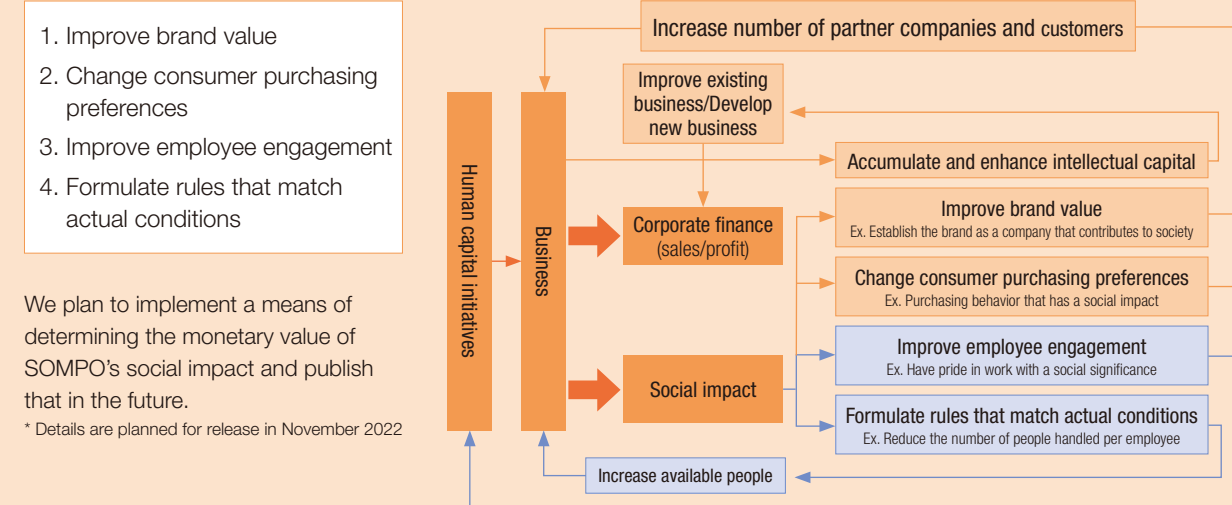 1. Improve brand value
2. Change consumer purchasing
preferences
3. Improve employee engagement
4. Formulate rules that match
actual conditions
We plan to implement a means of
determining the monetary value of
SOMPO’s social impact and publish
that in the future.
* Details are planned for release in November 2022
Increase number of partner companies and customers
Improve existing
business/Develop
new business
Human capital initiatives
Business
Accumulate and enhance intellectual capital
Corporate finance
(sales/profit)
Improve brand value
Ex. Establish the brand as a company that contributes to society
Change consumer purchasing preferences
Ex. Purchasing behavior that has a social impact
Social impact
Improve employee engagement
Ex. Have pride in work with a social significance
Formulate rules that match actual conditions
Ex. Reduce the number of people handled per employee
Increase available people